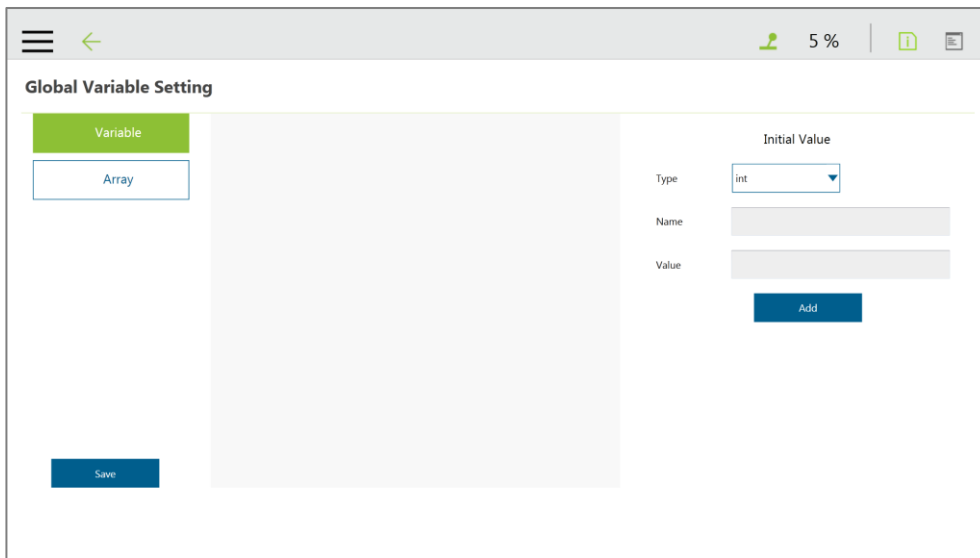 5 %
Global Variable Setting
Variable
Array
Initial Value
Type
int
Name
Value
Add
Save